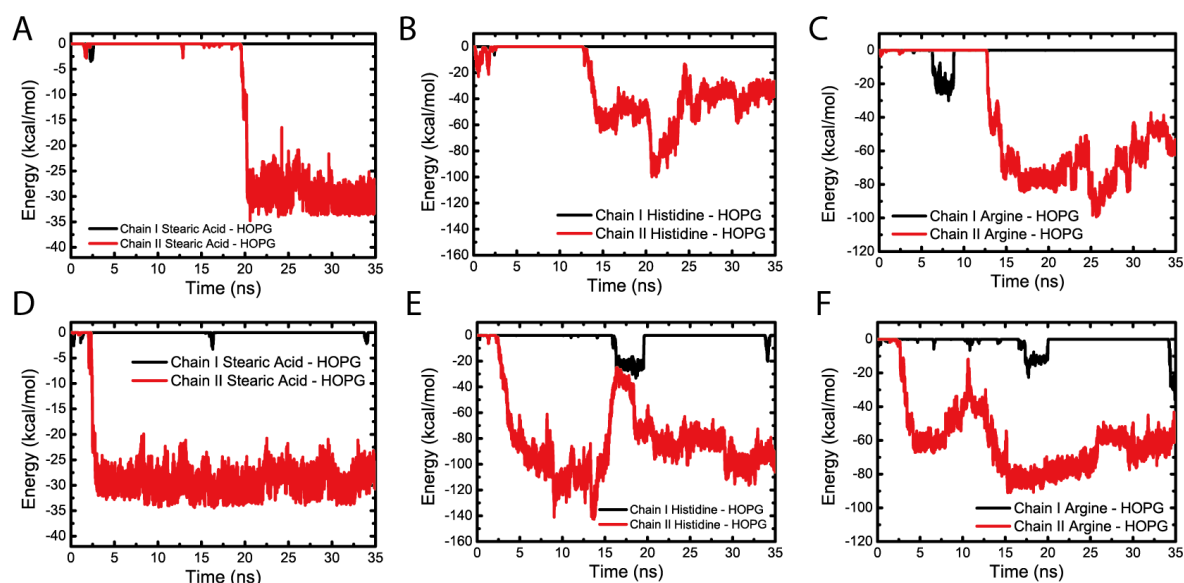 A
Energy (kcal/mol)
0
-5
-10
-15
-20
-25
-30
-35
-40
Chain I Stearic Acid - HOPG
Chain II Stearic Acid - HOPG
0 5 10 15 20 25 30 35
Time (ns)
B
Energy (kcal/mol)
0
-20
-40
-60
-80
-100
-120
-140
-160
Chain I Histidine - HOPG
Chain II Histidine - HOPG
0 5 10 15 20 25 30 35
Time (ns)
C
Energy (kcal/mol)
0
-20
-40
-60
-80
-100
-120
Chain I Argine - HOPG
Chain II Argine - HOPG
0 5 10 15 20 25 30 35
Time (ns)
D
Energy (kcal/mol)
0
-5
-10
-15
-20
-25
-30
-35
-40
Chain I Stearic Acid - HOPG
Chain II Stearic Acid - HOPG
0 5 10 15 20 25 30 35
Time (ns)
E
Energy (kcal/mol)
0
-20
-40
-60
-80
-100
-120
-140
-160
Chain I Histidine - HOPG
Chain II Histidine - HOPG
0 5 10 15 20 25 30 35
Time (ns)
F
Energy (kcal/mol)
0
-20
-40
-60
-80
-100
-120
Chain I Argine - HOPG
Chain II Argine - HOPG
0 5 10 15 20 25 30 35
Time (ns)